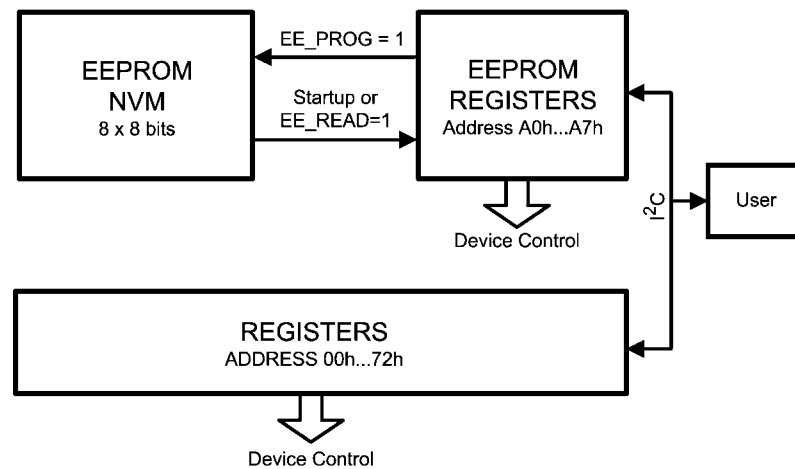 EEPROM
NVM
8 x 8 bits
EE_PROG = 1
Startup or
EE_READ=1
EEPROM
REGISTERS
Address A0h...A7h
Device Control
I²C
User
REGISTERS
ADDRESS 00h...72h
Device Control